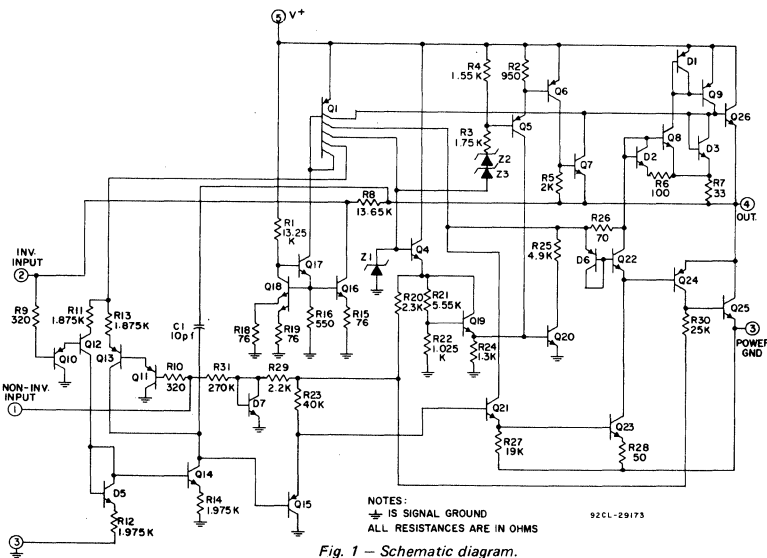 5 V+
R4
1.55 K
R2
950
Q6
D1
Q9
Q26
Q1
Q5
Q8
R3
1.75K
Z2
Z3
D2
D3
Q7
R5
2K
R6
100
R7
33
4
OUT.
R8
13.65K
R1
13.25
K
R26
70
INV.
INPUT
2
Z1
Q4
R25
4.9K
D6
Q22
Q17
Q18
Q16
Q24
R9
320
R11
1.875K
R13
1.875K
C1
10pf
R18
76
R19
76
R16
550
R15
76
R20
2.3K
R21
5.55K
Q19
Q20
R30
25K
Q25
3
POWER
GND
Q10
Q12
Q13
Q11
R10
320
R31
270K
R29
2.2K
R22
1.025
K
R24
1.3K
D7
R23
40K
NON-INV.
INPUT
1
Q21
Q23
R27
19K
R28
50
D5
Q14
Q15
R14
1.975K
R12
1.975K
3
NOTES:
IS SIGNAL GROUND
ALL RESISTANCES ARE IN OHMS
92CL-29173
Fig. 1 — Schematic diagram.